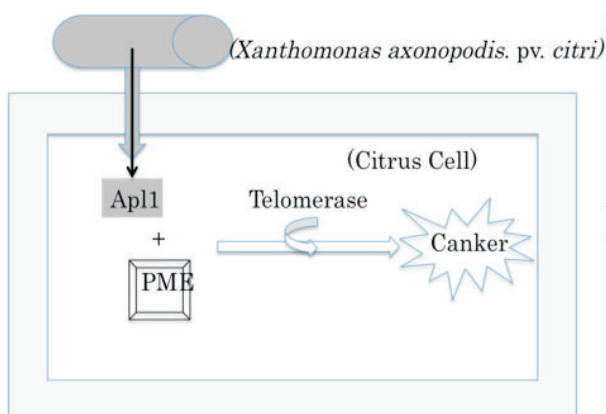 (Xanthomonas axonopodis. pv. citri)
(Citrus Cell)
Apl1
Telomerase
+
Canker
PME